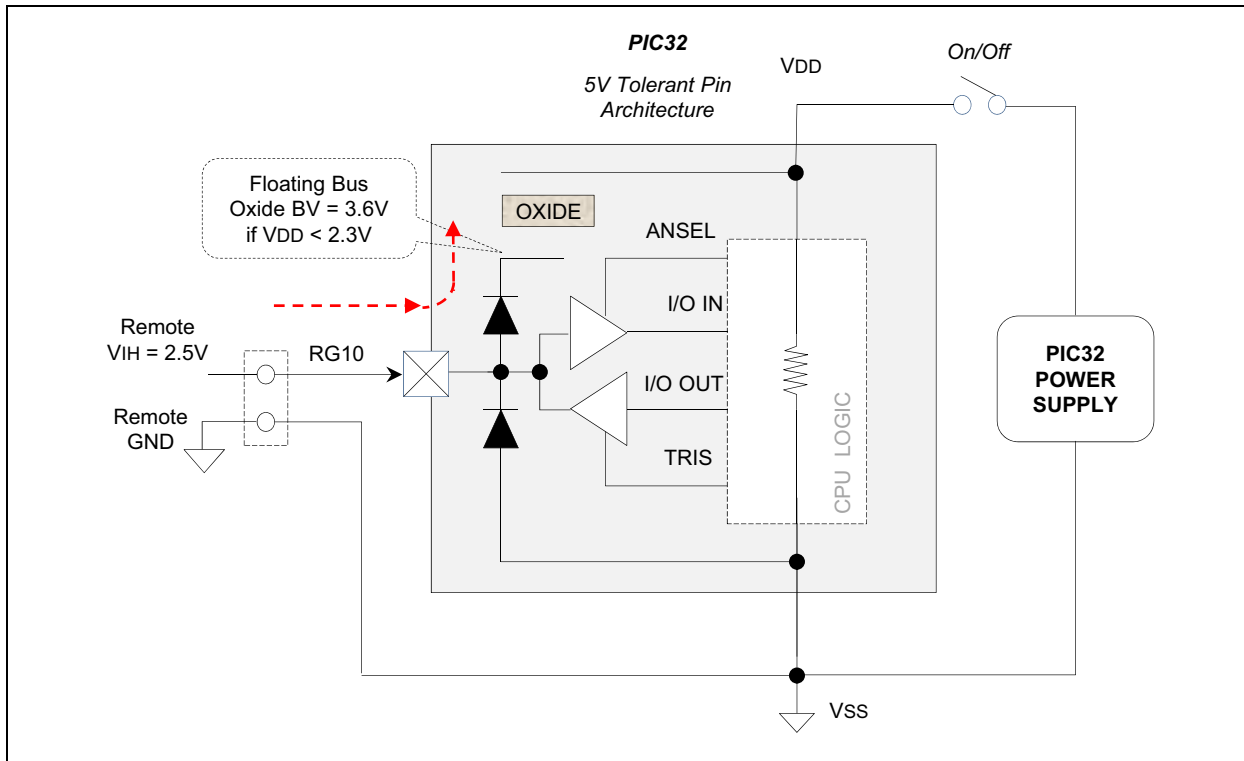 PIC32
5V Tolerant Pin
Architecture
VDD
On/Off
Floating Bus
Oxide BV = 3.6V
if VDD < 2.3V
OXIDE
ANSEL
I/O IN
Remote
VIH = 2.5V
RG10
I/O OUT
Remote
GND
TRIS
CPU LOGIC
PIC32
POWER
SUPPLY
VSS